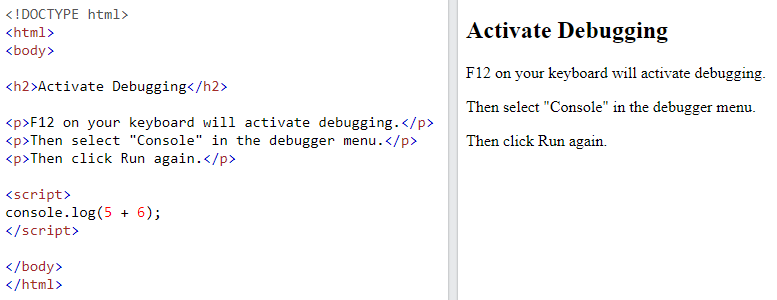 <!DOCTYPE html>
<html>
<body>
<h2>Activate Debugging</h2>
<p>F12 on your keyboard will activate debugging.</p>
<p>Then select "Console" in the debugger menu.</p>
<p>Then click Run again.</p>
<script>
console.log(5 + 6);
</script>
</body>
</html>
Activate Debugging
F12 on your keyboard will activate debugging.
Then select "Console" in the debugger menu.
Then click Run again.